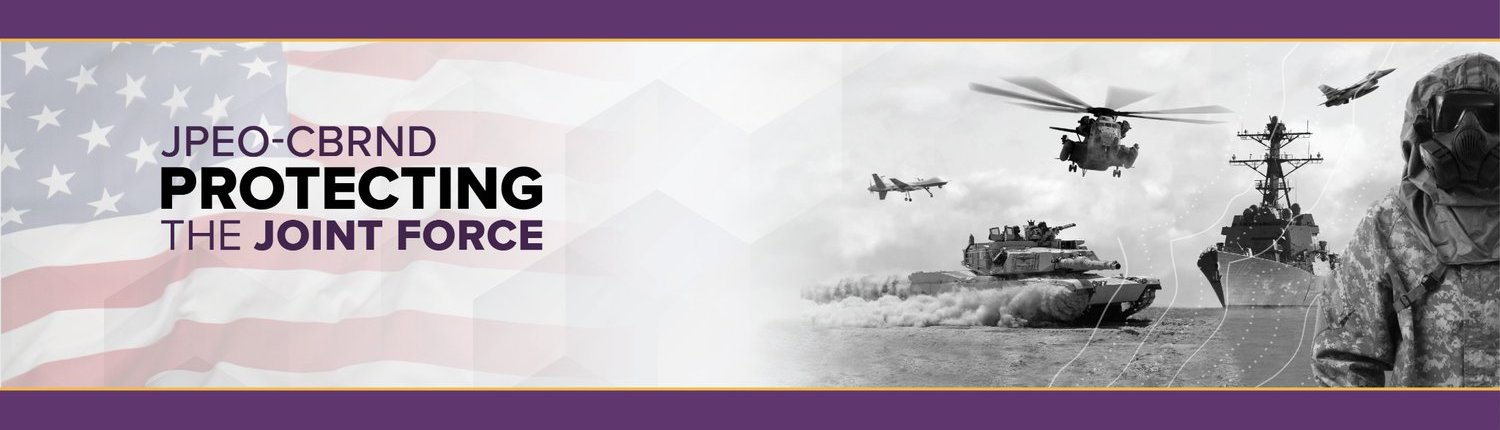 JPEO-CBRND
PROTECTING
THE JOINT FORCE